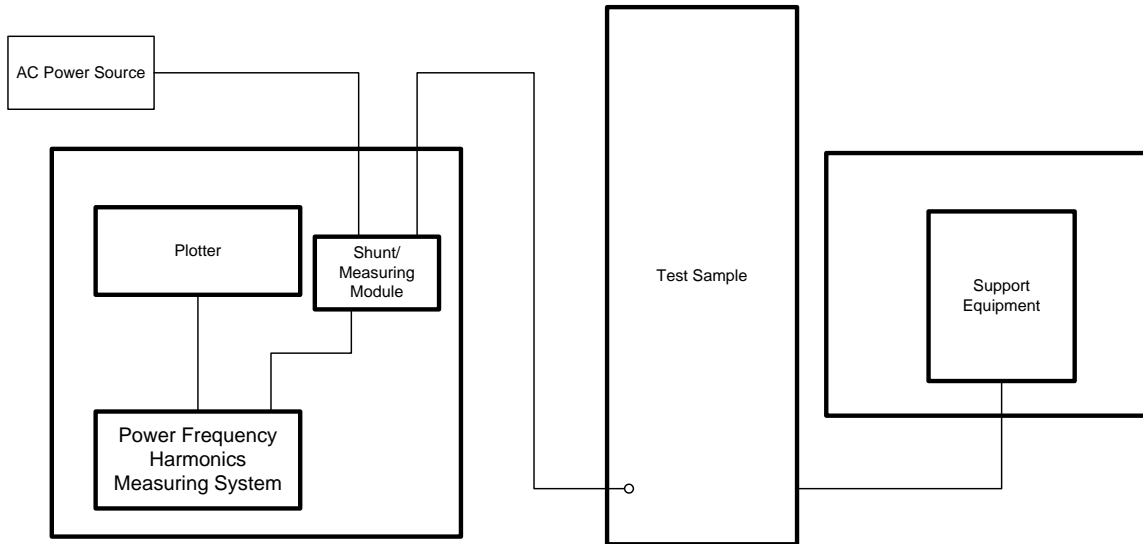 AC Power Source
Plotter
Shunt/
Measuring
Module
Power Frequency
Harmonics
Measuring System
Test Sample
Support
Equipment